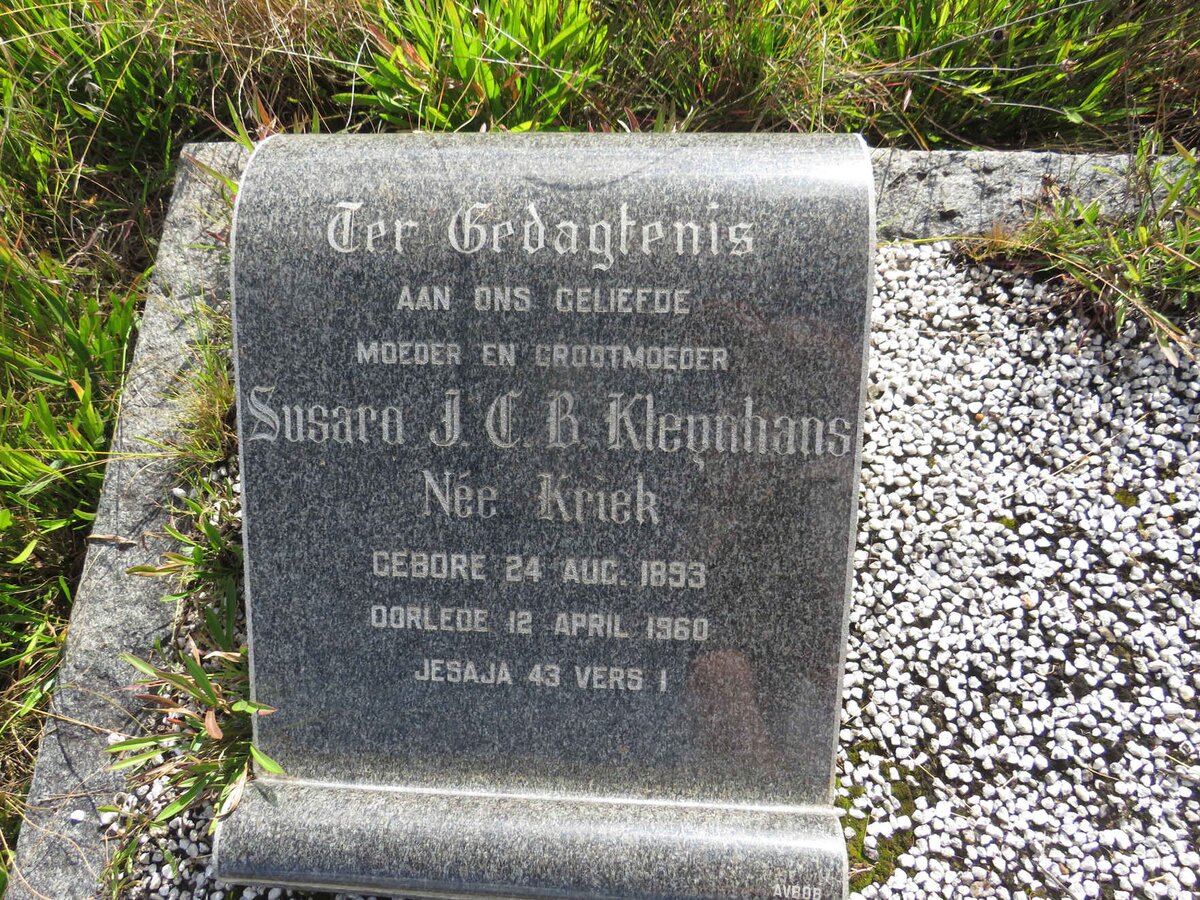 Ter Gedagtenis
AAN ONS GELIEFDE
MOEDER EN GROOTMOEDER
Susara J. C. B. Kleynhans
Née Kriek
GEBORE 24 AUG. 1893
OORLEDE 12 APRIL 1960
JESAJA 43 VERS 1
AVBOB